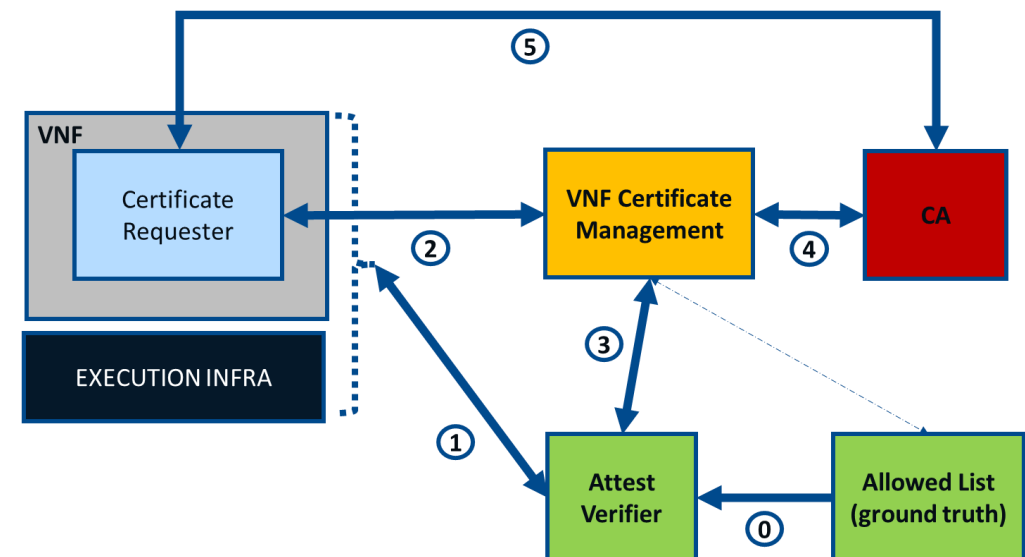 5
VNF
Certificate
Requester
2
VNF Certificate
Management
4
CA
EXECUTION INFRA
3
1
Attest
Verifier
0
Allowed List
(ground truth)